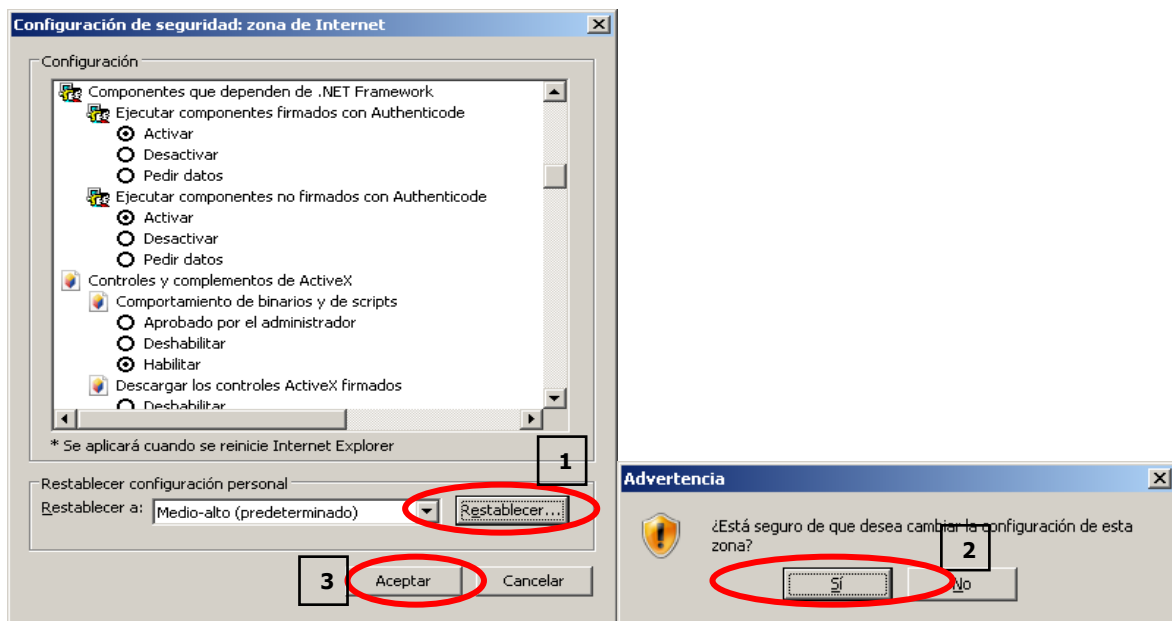 Configuración de seguridad: zona de Internet
Configuración
Componentes que dependen de .NET Framework
Ejecutar componentes firmados con Authenticode
Activar
Desactivar
Pedir datos
Ejecutar componentes no firmados con Authenticode
Activar
Desactivar
Pedir datos
Controles y complementos de ActiveX
Comportamiento de binarios y de scripts
Aprobado por el administrador
Deshabilitar
Habilitar
Descargar los controles ActiveX firmados
Deshabilitar
* Se aplicará cuando se reinicie Internet Explorer
1
Restablecer configuración personal
Restablecer a: Medio-alto (predeterminado) Restablecer...
3 Aceptar Cancelar
Advertencia
¿Está seguro de que desea cambiar la configuración de esta
zona?
2
Sí No